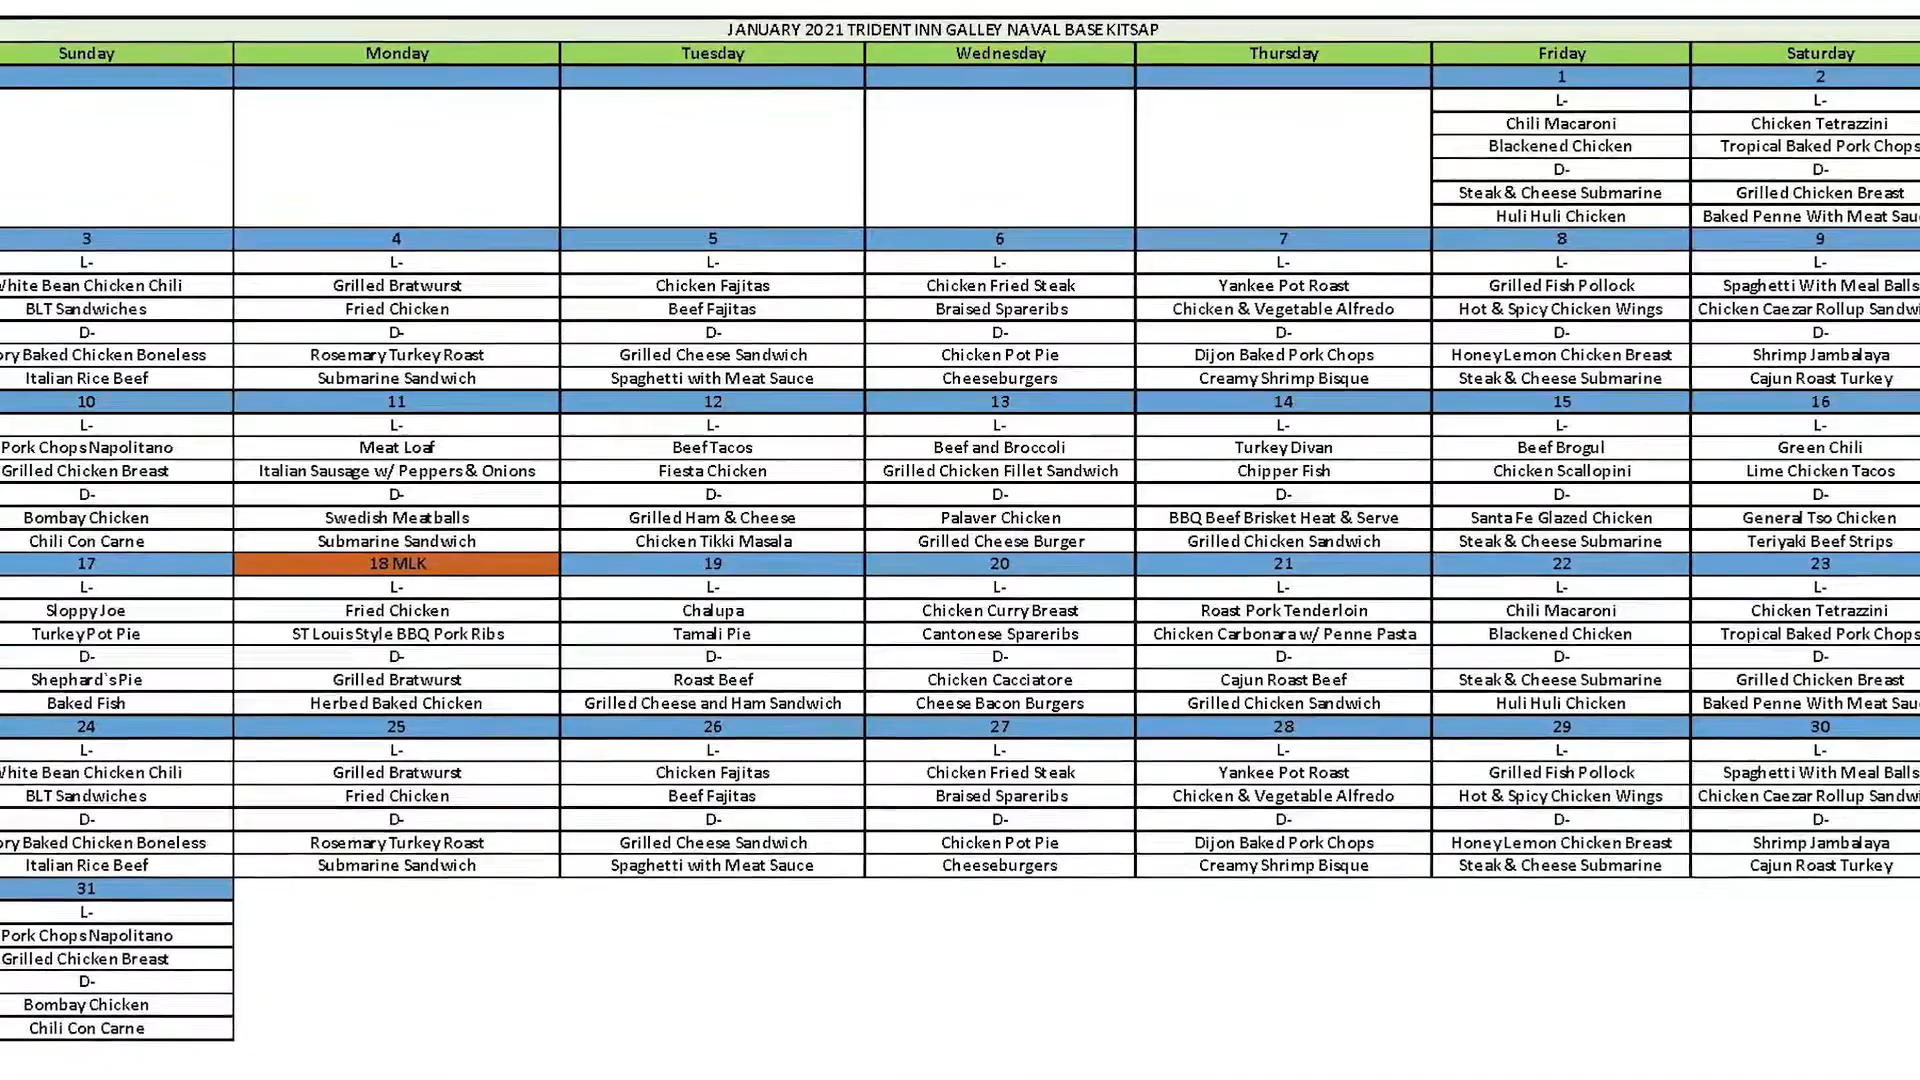 JANUARY 2021 TRIDENT INN GALLEY NAVAL BASE KITSAP
Sunday Monday Tuesday Wednesday Thursday Friday Saturday
1 2
L- L-
Chili Macaroni Chicken Tetrazzini
Blackened Chicken Tropical Baked Pork Chops
D- D-
Steak & Cheese Submarine Grilled Chicken Breast
Huli Huli Chicken Baked Penne With Meat
3 4 5 6 7 8 9
L- L- L- L- L- L- L-
Bean Chicken Chili Grilled Bratwurst Chicken Fajitas Chicken Fried Steak Yankee Pot Roast Grilled Fish Pollock Spaghetti With Meal Balls
BLT Sandwiches Fried Chicken Beef Fajitas Braised Spareribs Chicken & Vegetable Alfredo Hot & Spicy Chicken Wings Chicken Caezar Rollup
D- D- D- D- D- D- D-
Baked Chicken Boneless Rosemary Turkey Roast Grilled Cheese Sandwich Chicken Pot Pie Dijon Baked Pork Chops Honey Lemon Chicken Breast Shrimp Jambalaya
Italian Rice Beef Submarine Sandwich Spaghetti with Meat Sauce Cheeseburgers Creamy Shrimp Bisque Steak & Cheese Submarine Cajun Roast Turkey
10 11 12 13 14 15 16
L- L- L- L- L- L- L-
Pork Chops Napolitano Meat Loaf Beef Tacos Beef and Broccoli Turkey Divan Beef Brogul Green Chili
Grilled Chicken Breast Italian Sausage w/ Peppers & Onions Fiesta Chicken Grilled Chicken Fillet Sandwich Chipper Fish Chicken Scallopini Lime Chicken Tacos
D- D- D- D- D- D- D-
Bombay Chicken Swedish Meatballs Grilled Ham & Cheese Palaver Chicken BBQ Beef Brisket Heat & Serve Santa Fe Glazed Chicken General Tso Chicken
Chili Con Carne Submarine Sandwich Chicken Tikki Masala Grilled Cheese Burger Grilled Chicken Sandwich Steak & Cheese Submarine Teriyaki Beef Strips
17 18 MLK 19 20 21 22 23
L- L- L- L- L- L- L-
Sloppy Joe Fried Chicken Chalupa Chicken Curry Breast Roast Pork Tenderloin Chili Macaroni Chicken Tetrazzini
Turkey Pot Pie ST Louis Style BBQ Pork Ribs Tamali Pie Cantonese Spareribs Chicken Carbonara w/ Penne Pasta Blackened Chicken Tropical Baked Pork Chops
D- D- D- D- D- D- D-
Shephard`s Pie Grilled Bratwurst Roast Beef Chicken Cacciatore Cajun Roast Beef Steak & Cheese Submarine Grilled Chicken Breast
Baked Fish Herbed Baked Chicken Grilled Cheese and Ham Sandwich Cheese Bacon Burgers Grilled Chicken Sandwich Huli Huli Chicken Baked Penne With Meat
24 25 26 27 28 29 30
L- L- L- L- L- L- L-
Bean Chicken Chili Grilled Bratwurst Chicken Fajitas Chicken Fried Steak Yankee Pot Roast Grilled Fish Pollock Spaghetti With Meal Balls
BLT Sandwiches Fried Chicken Beef Fajitas Braised Spareribs Chicken & Vegetable Alfredo Hot & Spicy Chicken Wings Chicken Caezar Rollup
D- D- D- D- D- D- D-
Baked Chicken Boneless Rosemary Turkey Roast Grilled Cheese Sandwich Chicken Pot Pie Dijon Baked Pork Chops Honey Lemon Chicken Breast Shrimp Jambalaya
Italian Rice Beef Submarine Sandwich Spaghetti with Meat Sauce Cheeseburgers Creamy Shrimp Bisque Steak & Cheese Submarine Cajun Roast Turkey
31
L-
Pork Chops Napolitano
Grilled Chicken Breast
D-
Bombay Chicken
Chili Con Carne